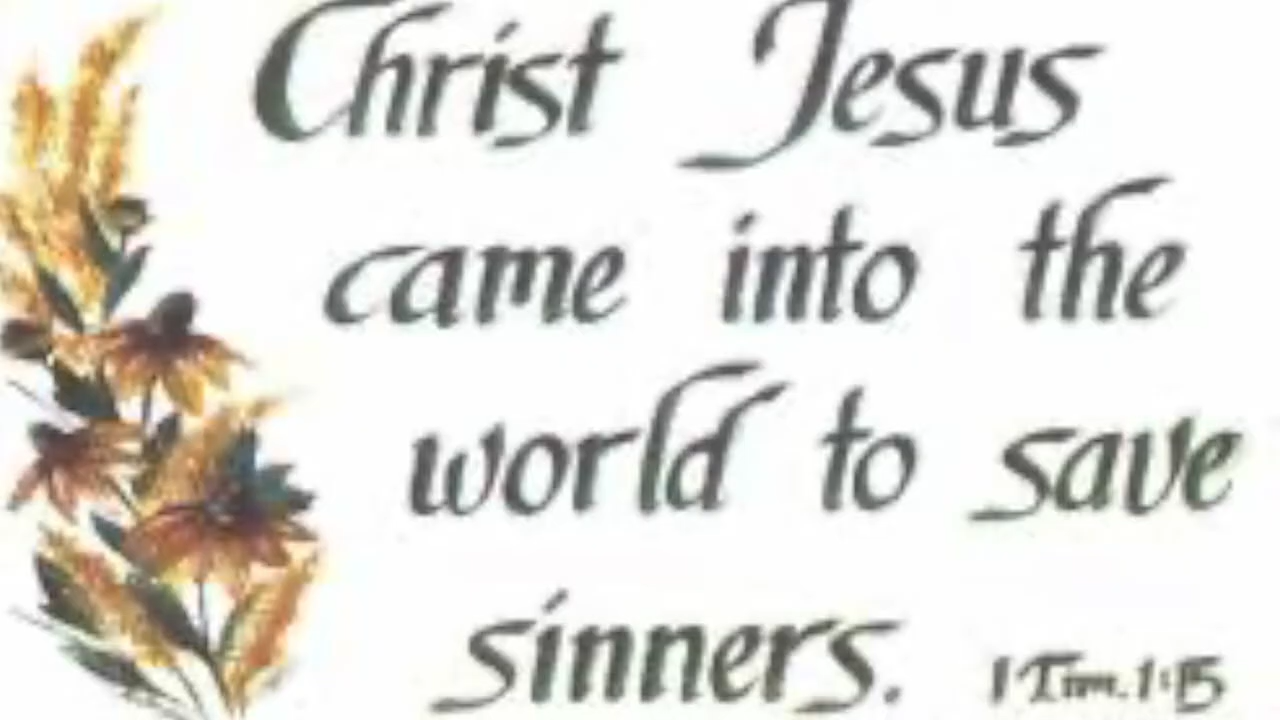 Christ Jesus
came into the
world to save
sinners. 1 Tim. 1:15